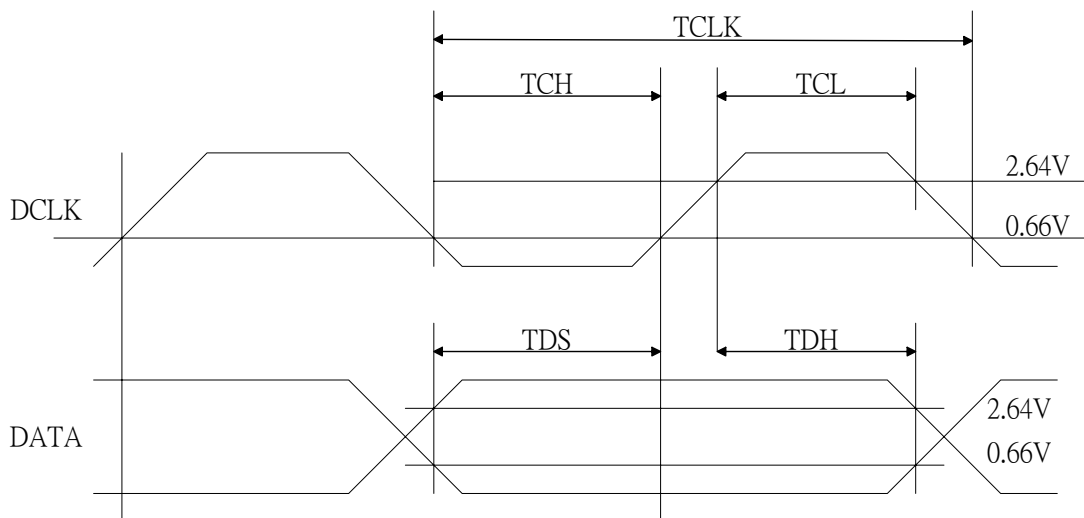 TCLK
TCH
TCL
2.64V
DCLK
0.66V
TDS
TDH
2.64V
DATA
0.66V